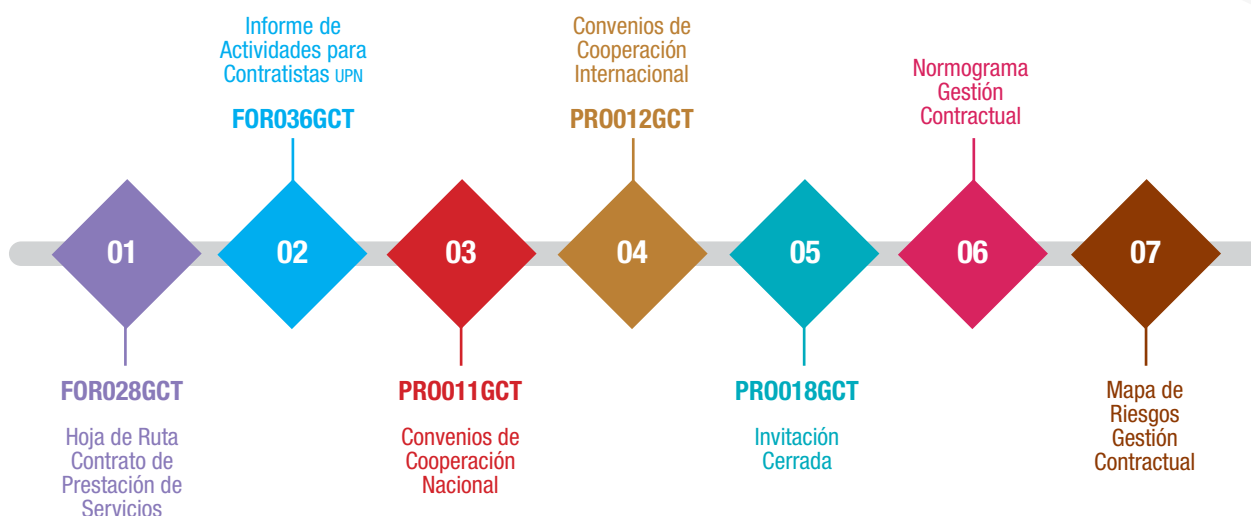 01
FOR028GCT
Hoja de Ruta
Contrato de
Prestación de
Servicios
Informe de
Actividades para
Contratistas UPN
FOR036GCT
02
03
PRO011GCT
Convenios de
Cooperación
Nacional
Convenios de
Cooperación
Internacional
PRO012GCT
04
05
PRO018GCT
Invitación
Cerrada
Normograma
Gestión
Contractual
06
07
Mapa de
Riesgos
Gestión
Contractual